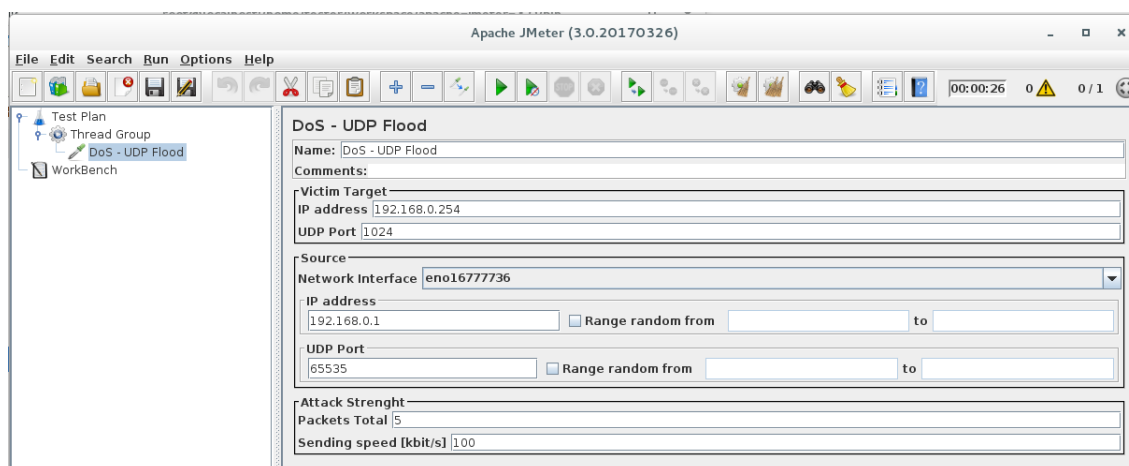 Apache JMeter (3.0.20170326)
File Edit Search Run Options Help
00:00:26 0 0 / 1
Test Plan
Thread Group
DoS - UDP Flood
WorkBench
DoS - UDP Flood
Name: DoS - UDP Flood
Comments:
Victim Target
IP address 192.168.0.254
UDP Port 1024
Source
Network Interface eno16777736
IP address
192.168.0.1 Range random from to
UDP Port
65535 Range random from to
Attack Strenght
Packets Total 5
Sending speed [kbit/s] 100